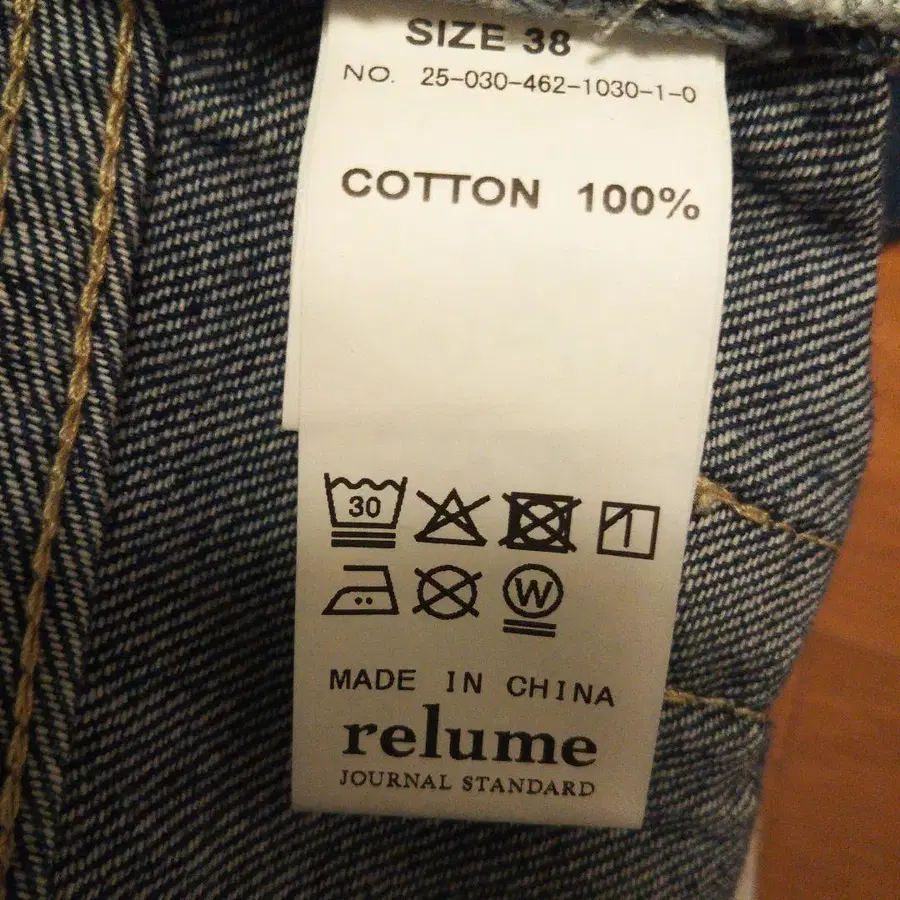 SIZE 38
NO. 25-030-462-1030-1-0
COTTON 100%
30
W
MADE IN CHINA
relume
JOURNAL STANDARD